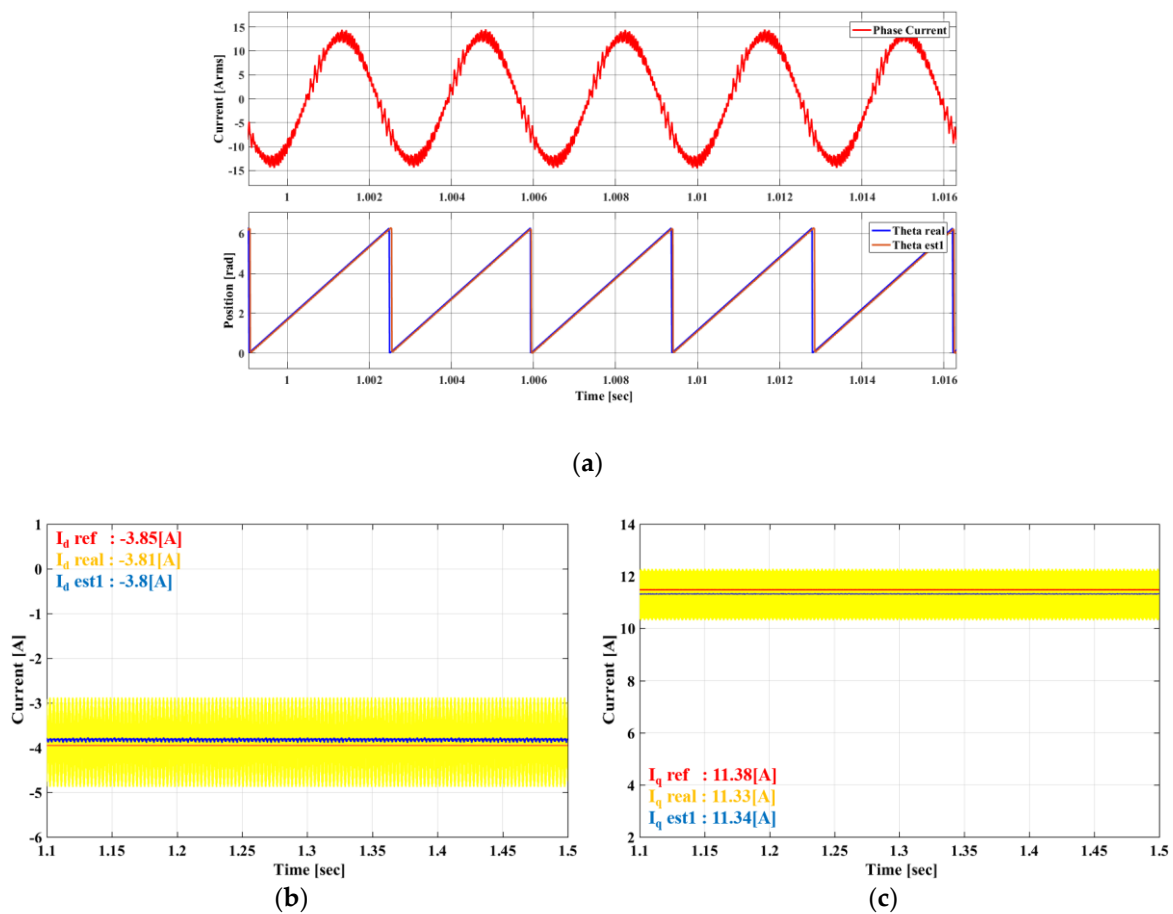 Phase Current
Current [Arms]
15
10
5
0
-5
-10
-15
1 1.002 1.004 1.006 1.008 1.01 1.012 1.014 1.016
Theta real
Theta est1
Position [rad]
6
4
2
0
1 1.002 1.004 1.006 1.008 1.01 1.012 1.014 1.016
Time [sec]
(a)
I_d ref : -3.85[A]
I_d real : -3.81[A]
I_d est1 : -3.8[A]
Current [A]
1
0
-1
-2
-3
-4
-5
-6
1.1 1.15 1.2 1.25 1.3 1.35 1.4 1.45 1.5
Time [sec]
(b)
Current [A]
14
12
10
8
6
4
2
I_q ref : 11.38[A]
I_q real : 11.33[A]
I_q est1 : 11.34[A]
1.1 1.15 1.2 1.25 1.3 1.35 1.4 1.45 1.5
Time [sec]
(c)